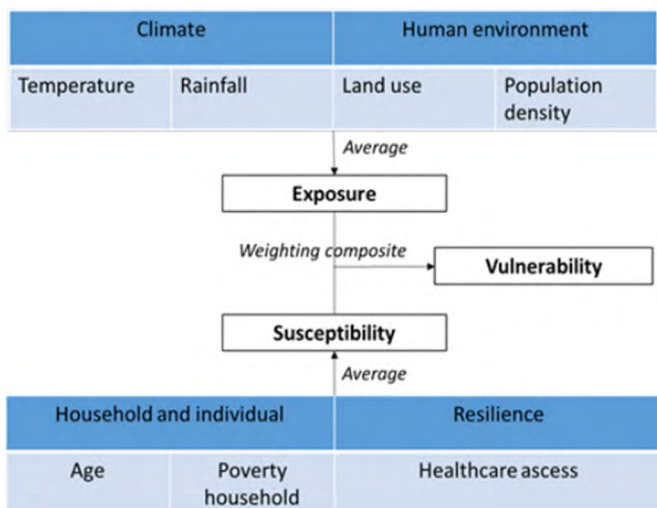 Climate
Human environment
Temperature
Rainfall
Land use
Population
density
Average
Exposure
Weighting composite
Vulnerability
Susceptibility
Average
Household and individual
Resilience
Age
Poverty
household
Healthcare ascess